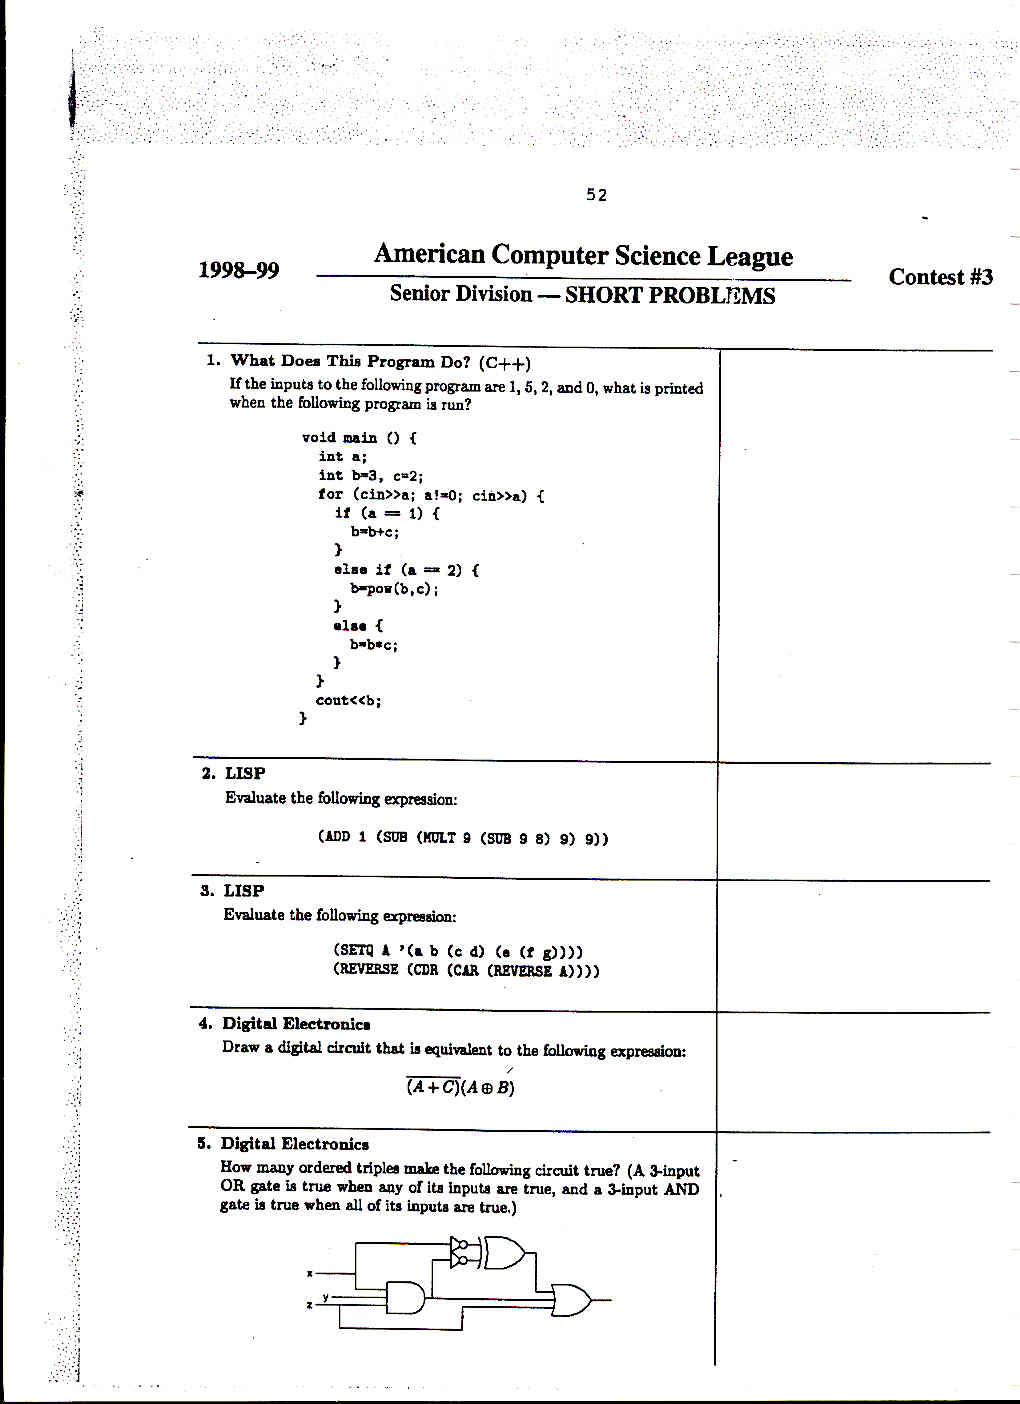 52
American Computer Science League
1998–99
Contest #3
Senior Division — SHORT PROBLEMS
1. What Does This Program Do? (C++)
If the inputs to the following program are 1, 5, 2, and 0, what is printed
when the following program is run?
void main () {
int a;
int b=3, c=2;
for (cin>>a; a!=0; cin>>a) {
if (a == 1) {
b=b+c;
}
else if (a == 2) {
b=pow(b,c);
}
else {
b=b*c;
}
}
cout<<b;
}
2. LISP
Evaluate the following expression:
(ADD 1 (SUB (MULT 9 (SUB 9 8) 9) 9))
3. LISP
Evaluate the following expression:
(SETQ A '(a b (c d) (e (f g))))
(REVERSE (CDR (CAR (REVERSE A))))
4. Digital Electronics
Draw a digital circuit that is equivalent to the following expression:
(A + C)(A ⊕ B)
5. Digital Electronics
How many ordered triples make the following circuit true? (A 3-input
OR gate is true when any of its inputs are true, and a 3-input AND
gate is true when all of its inputs are true.)
x
y
z